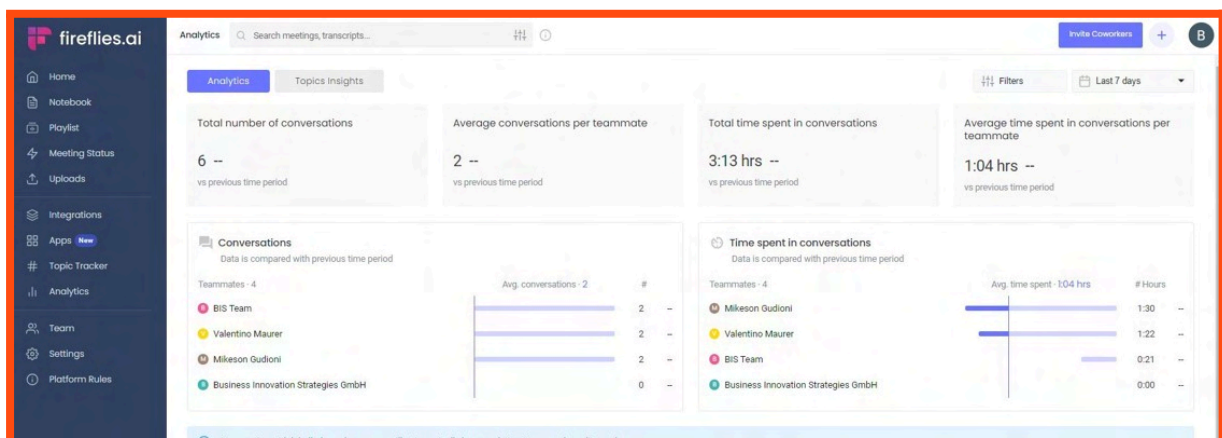 fireflies.ai
Home
Notebook
Playlist
Meeting Status
Uploads
Integrations
Apps New
Topic Tracker
Analytics
Team
Settings
Platform Rules
Analytics Search meetings, transcripts... Invite Coworkers + B
Analytics Topics Insights Filters Last 7 days
Total number of conversations
6 --
vs previous time period
Average conversations per teammate
2 --
vs previous time period
Total time spent in conversations
3:13 hrs --
vs previous time period
Average time spent in conversations per
teammate
1:04 hrs --
vs previous time period
Conversations
Data is compared with previous time period
Teammates · 4 Avg. conversations · 2 #
B BIS Team 2 --
V Valentino Maurer 2 --
M Mikeson Gudioni 2 --
B Business Innovation Strategies GmbH 0 --
Time spent in conversations
Data is compared with previous time period
Teammates · 4 Avg. time spent · 1:04 hrs # Hours
M Mikeson Gudioni 1:30 --
V Valentino Maurer 1:22 --
B BIS Team 0:21 --
B Business Innovation Strategies GmbH 0:00 --